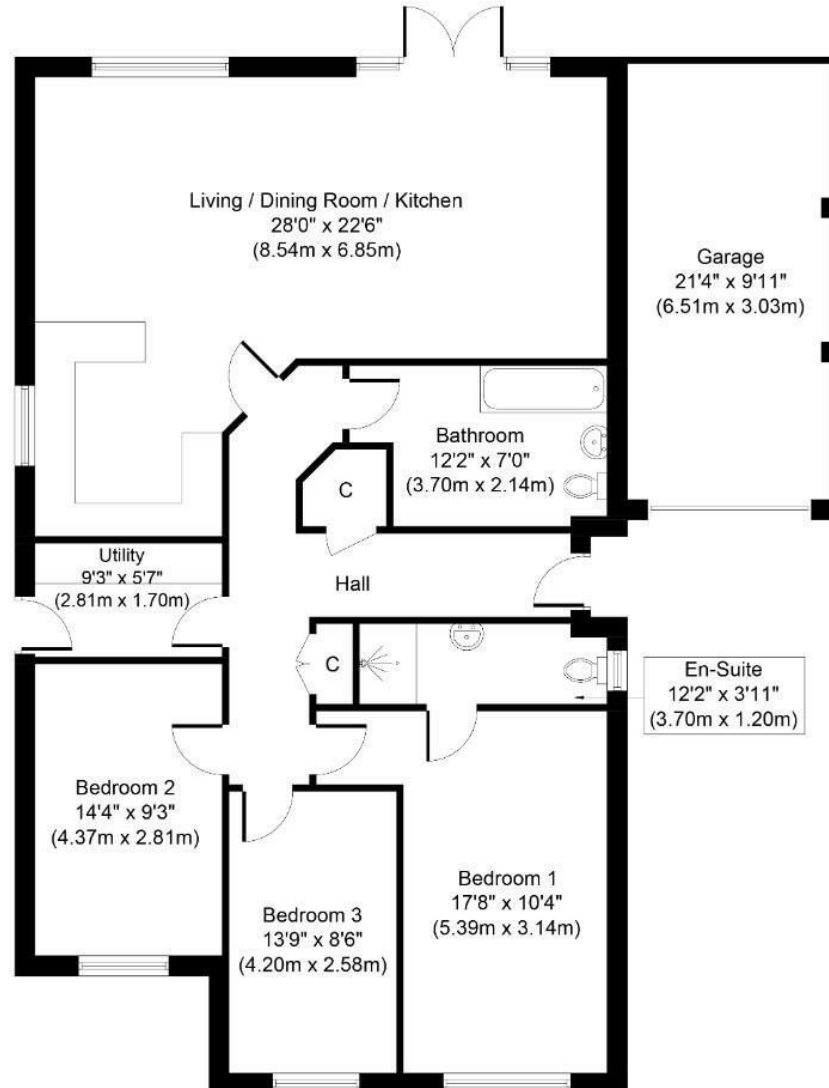 Living / Dining Room / Kitchen
28'0" x 22'6"
(8.54m x 6.85m)
Garage
21'4" x 9'11"
(6.51m x 3.03m)
Bathroom
12'2" x 7'0"
(3.70m x 2.14m)
C
Utility
9'3" x 5'7"
(2.81m x 1.70m)
Hall
C
En-Suite
12'2" x 3'11"
(3.70m x 1.20m)
Bedroom 2
14'4" x 9'3"
(4.37m x 2.81m)
Bedroom 3
13'9" x 8'6"
(4.20m x 2.58m)
Bedroom 1
17'8" x 10'4"
(5.39m x 3.14m)